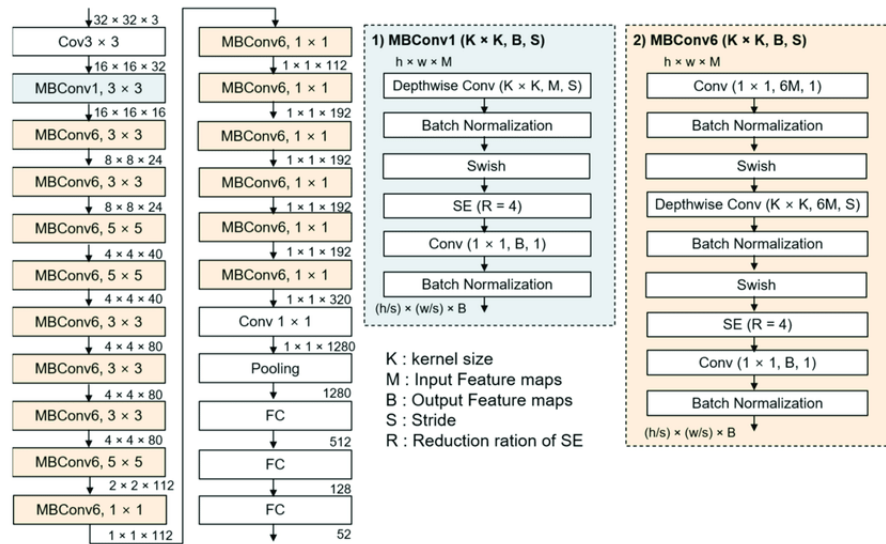 32 × 32 × 3
Cov3 × 3
16 × 16 × 32
MBConv1, 3 × 3
16 × 16 × 16
MBConv6, 3 × 3
8 × 8 × 24
MBConv6, 3 × 3
8 × 8 × 24
MBConv6, 5 × 5
4 × 4 × 40
MBConv6, 5 × 5
4 × 4 × 40
MBConv6, 3 × 3
4 × 4 × 80
MBConv6, 3 × 3
4 × 4 × 80
MBConv6, 3 × 3
4 × 4 × 80
MBConv6, 5 × 5
2 × 2 × 112
MBConv6, 1 × 1
1 × 1 × 112
MBConv6, 1 × 1
1 × 1 × 112
MBConv6, 1 × 1
1 × 1 × 192
MBConv6, 1 × 1
1 × 1 × 192
MBConv6, 1 × 1
1 × 1 × 192
MBConv6, 1 × 1
1 × 1 × 192
MBConv6, 1 × 1
1 × 1 × 320
Conv 1 × 1
1 × 1 × 1280
Pooling
1280
FC
512
FC
128
FC
52
1) MBConv1 (K × K, B, S)
h × w × M
Depthwise Conv (K × K, M, S)
Batch Normalization
Swish
SE (R = 4)
Conv (1 × 1, B, 1)
Batch Normalization
(h/s) × (w/s) × B
K : kernel size
M : Input Feature maps
B : Output Feature maps
S : Stride
R : Reduction ration of SE
2) MBConv6 (K × K, B, S)
h × w × M
Conv (1 × 1, 6M, 1)
Batch Normalization
Swish
Depthwise Conv (K × K, 6M, S)
Batch Normalization
Swish
SE (R = 4)
Conv (1 × 1, B, 1)
Batch Normalization
(h/s) × (w/s) × B